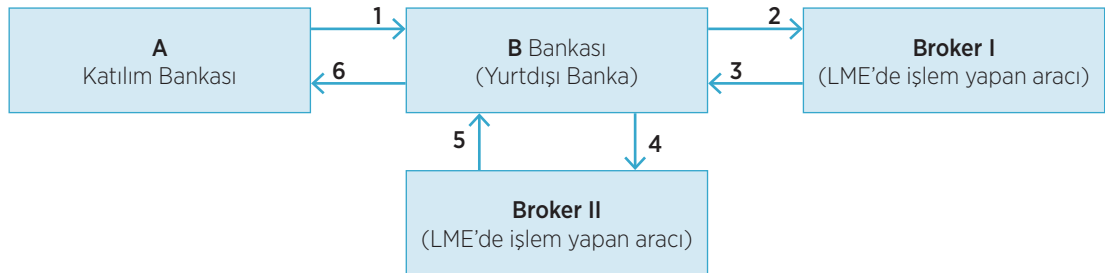 A
Katılım Bankası
1
6
B Bankası
(Yurtdışı Banka)
2
3
Broker I
(LME’de işlem yapan aracı)
5
4
Broker II
(LME’de işlem yapan aracı)